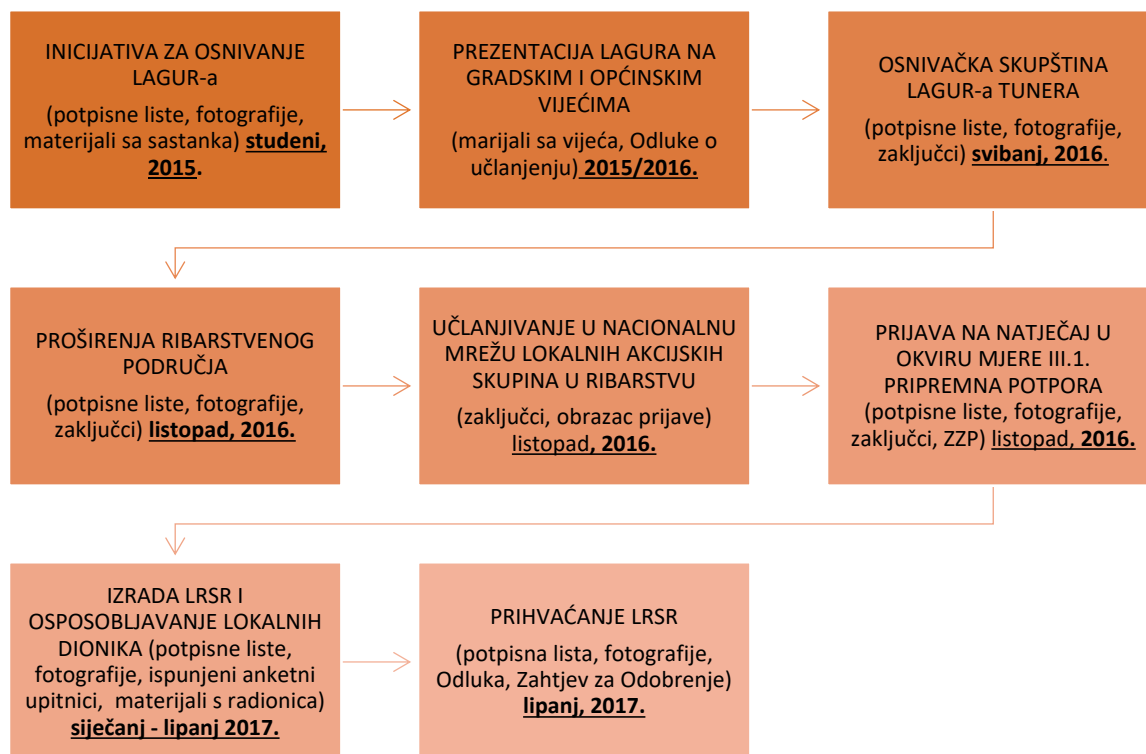 INICIJATIVA ZA OSNIVANJE
LAGUR-a
(potpisne liste, fotografije,
materijali sa sastanka) studeni,
2015.
PREZENTACIJA LAGURA NA
GRADSKIM I OPĆINSKIM
VIJEĆIMA
(marijali sa vijeća, Odluke o
učlanjenju) 2015/2016.
OSNIVAČKA SKUPŠTINA
LAGUR-a TUNERA
(potpisne liste, fotografije,
zaključci) svibanj, 2016.
PROŠIRENJA RIBARSTVENOG
PODRUČJA
(potpisne liste, fotografije,
zaključci) listopad, 2016.
UČLANJIVANJE U NACIONALNU
MREŽU LOKALNIH AKCIJSKIH
SKUPINA U RIBARSTVU
(zaključci, obrazac prijave)
listopad, 2016.
PRIJAVA NA NATJEČAJ U
OKVIRU MJERE III.1.
PRIPREMNA POTPORA
(potpisne liste, fotografije,
zaključci, ZZP) listopad, 2016.
IZRADA LRSR I
OSPOSOBLJAVANJE LOKALNIH
DIONIKA (potpisne liste,
fotografije, ispunjeni anketni
upitnici, materijali s radionica)
siječanj - lipanj 2017.
PRIHVAĆANJE LRSR
(potpisna lista, fotografije,
Odluka, Zahtjev za Odobrenje)
lipanj, 2017.